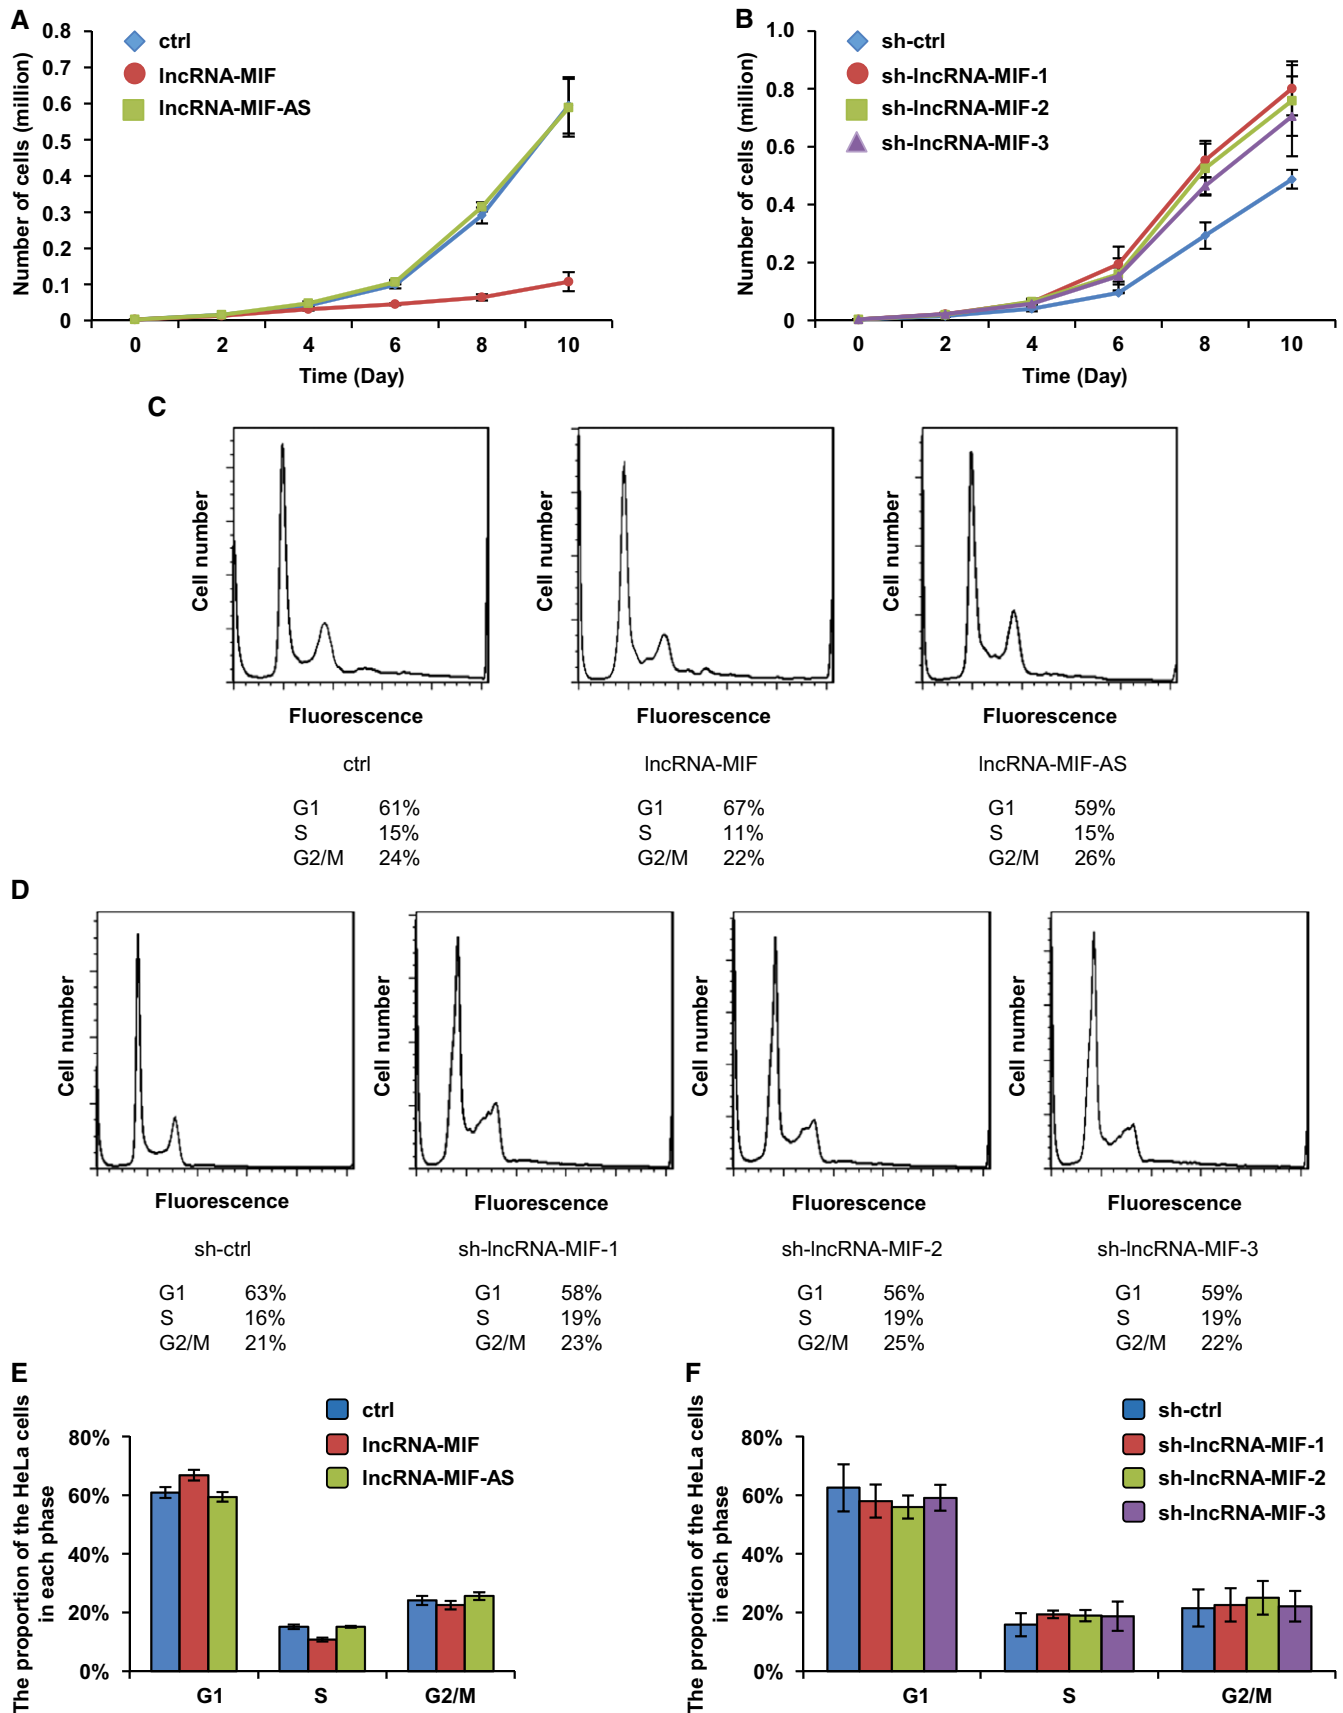 A
Number of cells (million)
0.8
0.7
0.6
0.5
0.4
0.3
0.2
0.1
0
ctrl
lncRNA-MIF
lncRNA-MIF-AS
0 2 4 6 8 10
Time (Day)
B
Number of cells (million)
1.0
0.8
0.6
0.4
0.2
0
sh-ctrl
sh-lncRNA-MIF-1
sh-lncRNA-MIF-2
sh-lncRNA-MIF-3
0 2 4 6 8 10
Time (Day)
C
Cell number
Fluorescence
ctrl
G1 61%
S 15%
G2/M 24%
Cell number
Fluorescence
lncRNA-MIF
G1 67%
S 11%
G2/M 22%
Cell number
Fluorescence
lncRNA-MIF-AS
G1 59%
S 15%
G2/M 26%
D
Cell number
Fluorescence
sh-ctrl
G1 63%
S 16%
G2/M 21%
Cell number
Fluorescence
sh-lncRNA-MIF-1
G1 58%
S 19%
G2/M 23%
Cell number
Fluorescence
sh-lncRNA-MIF-2
G1 56%
S 19%
G2/M 25%
Cell number
Fluorescence
sh-lncRNA-MIF-3
G1 59%
S 19%
G2/M 22%
E
The proportion of the HeLa cells
in each phase
80%
60%
40%
20%
0%
ctrl
lncRNA-MIF
lncRNA-MIF-AS
G1 S G2/M
F
The proportion of the HeLa cells
in each phase
80%
60%
40%
20%
0%
sh-ctrl
sh-lncRNA-MIF-1
sh-lncRNA-MIF-2
sh-lncRNA-MIF-3
G1 S G2/M